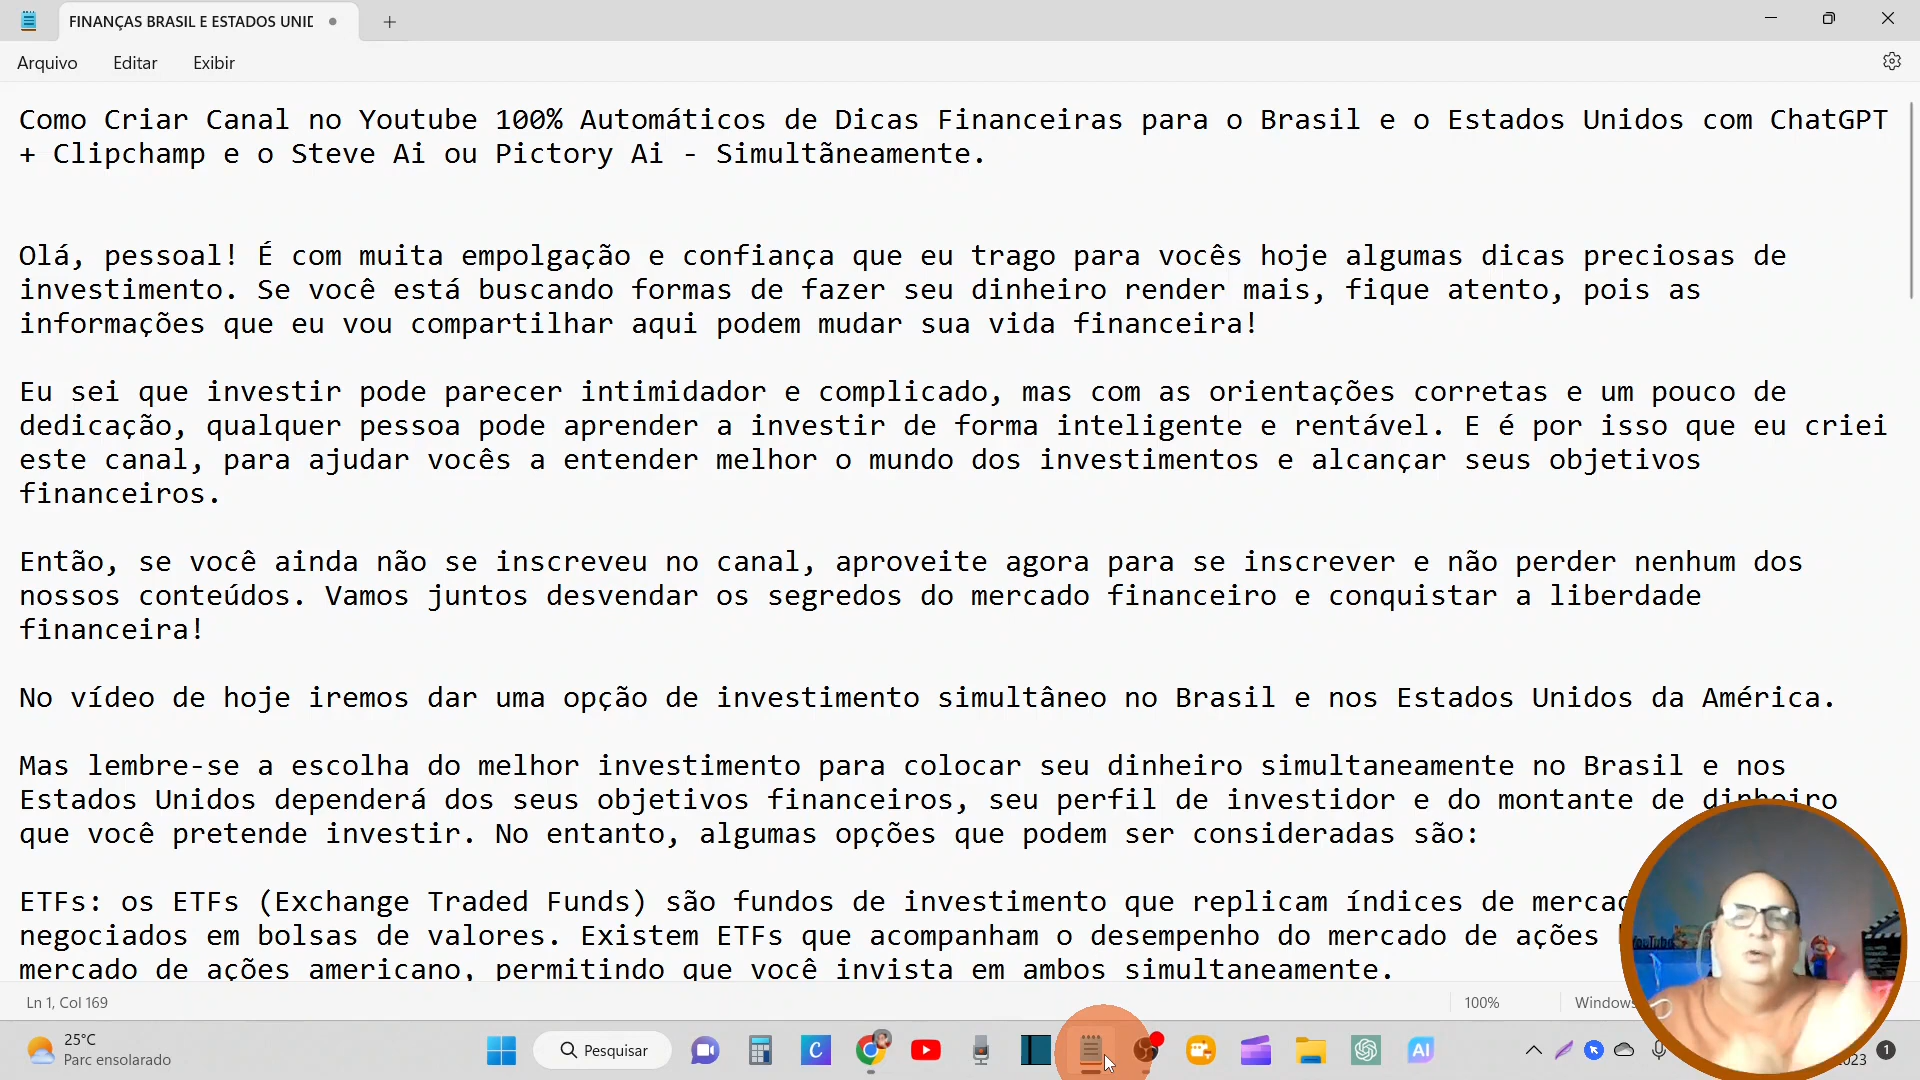 FINANÇAS BRASIL E ESTADOS UNI
Arquivo Editar Exibir
Como Criar Canal no Youtube 100% Automáticos de Dicas Financeiras para o Brasil e o Estados Unidos com ChatGPT
+ Clipchamp e o Steve Ai ou Pictory Ai - Simultãneamente.
Olá, pessoal! É com muita empolgação e confiança que eu trago para vocês hoje algumas dicas preciosas de
investimento. Se você está buscando formas de fazer seu dinheiro render mais, fique atento, pois as
informações que eu vou compartilhar aqui podem mudar sua vida financeira!
Eu sei que investir pode parecer intimidador e complicado, mas com as orientações corretas e um pouco de
dedicação, qualquer pessoa pode aprender a investir de forma inteligente e rentável. E é por isso que eu criei
este canal, para ajudar vocês a entender melhor o mundo dos investimentos e alcançar seus objetivos
financeiros.
Então, se você ainda não se inscreveu no canal, aproveite agora para se inscrever e não perder nenhum dos
nossos conteúdos. Vamos juntos desvendar os segredos do mercado financeiro e conquistar a liberdade
financeira!
No vídeo de hoje iremos dar uma opção de investimento simultâneo no Brasil e nos Estados Unidos da América.
Mas lembre-se a escolha do melhor investimento para colocar seu dinheiro simultaneamente no Brasil e nos
Estados Unidos dependerá dos seus objetivos financeiros, seu perfil de investidor e do montante de dinheiro
que você pretende investir. No entanto, algumas opções que podem ser consideradas são:
ETFs: os ETFs (Exchange Traded Funds) são fundos de investimento que replicam índices de
negociados em bolsas de valores. Existem ETFs que acompanham o desempenho do mercado de ações
mercado de ações americano, permitindo que você invista em ambos simultaneamente.
Ln 1, Col 169
100%
Windows
25°C
Parc ensolarado
Pesquisar
AI
1